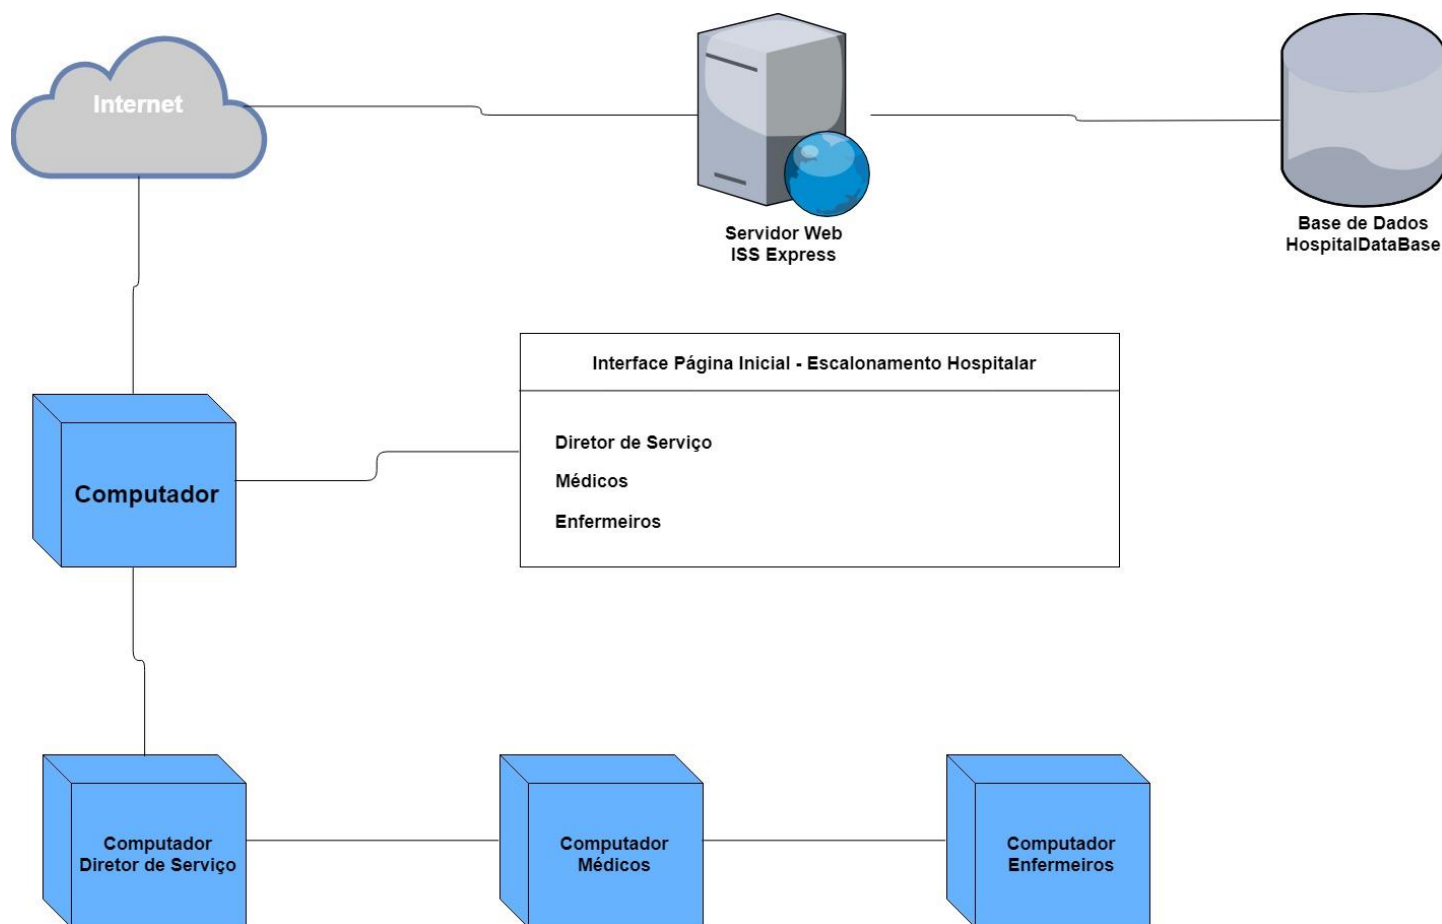 Internet
Servidor Web
ISS Express
Base de Dados
HospitalDataBase
Interface Página Inicial - Escalonamento Hospitalar
Diretor de Serviço
Médicos
Enfermeiros
Computador
Computador
Diretor de Serviço
Computador
Médicos
Computador
Enfermeiros